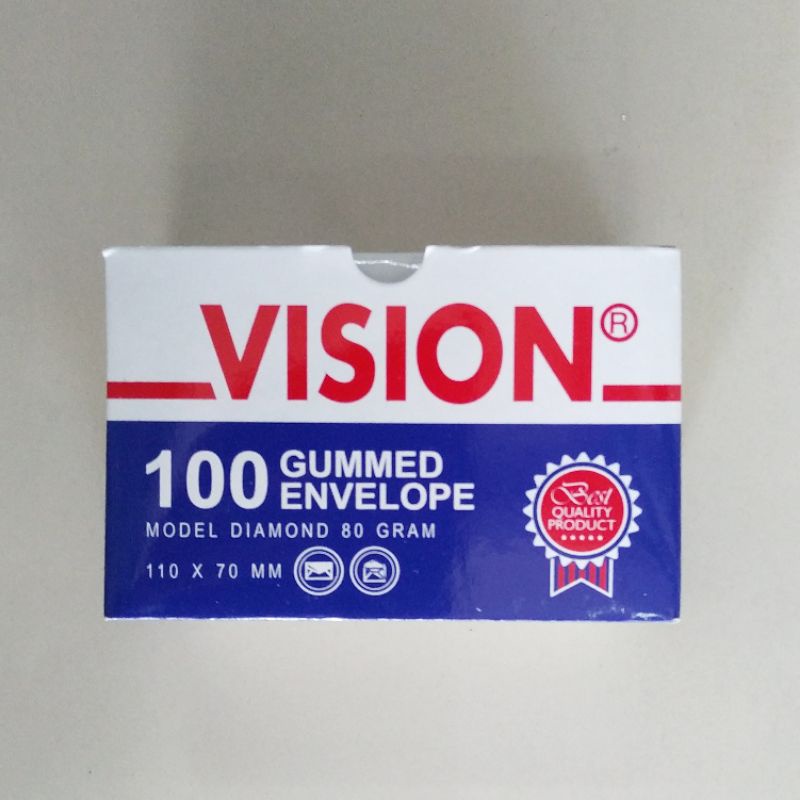 VISION®
100 GUMMED
ENVELOPE
MODEL DIAMOND 80 GRAM
110 X 70 MM
Best
QUALITY
PRODUCT